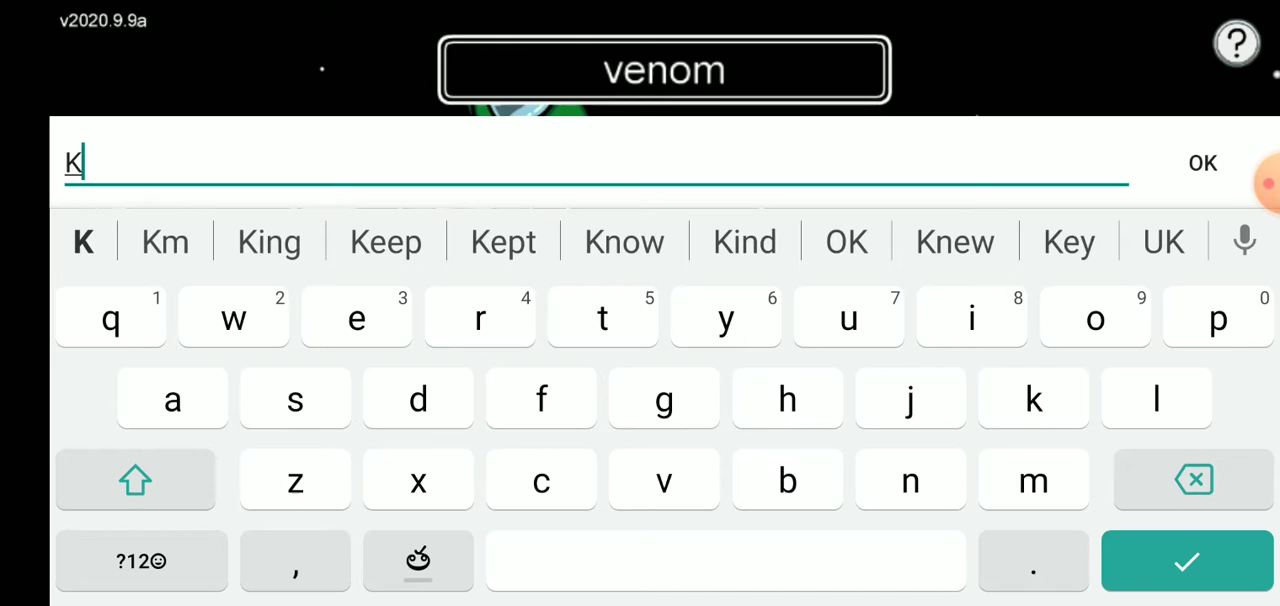 v2020.9.9a
venom
?
K
OK
K Km King Keep Kept Know Kind OK Knew Key UK
1 2 3 4 5 6 7 8 9 0
q w e r t y u i o p
a s d f g h j k l
z x c v b n m
?12☺ , .